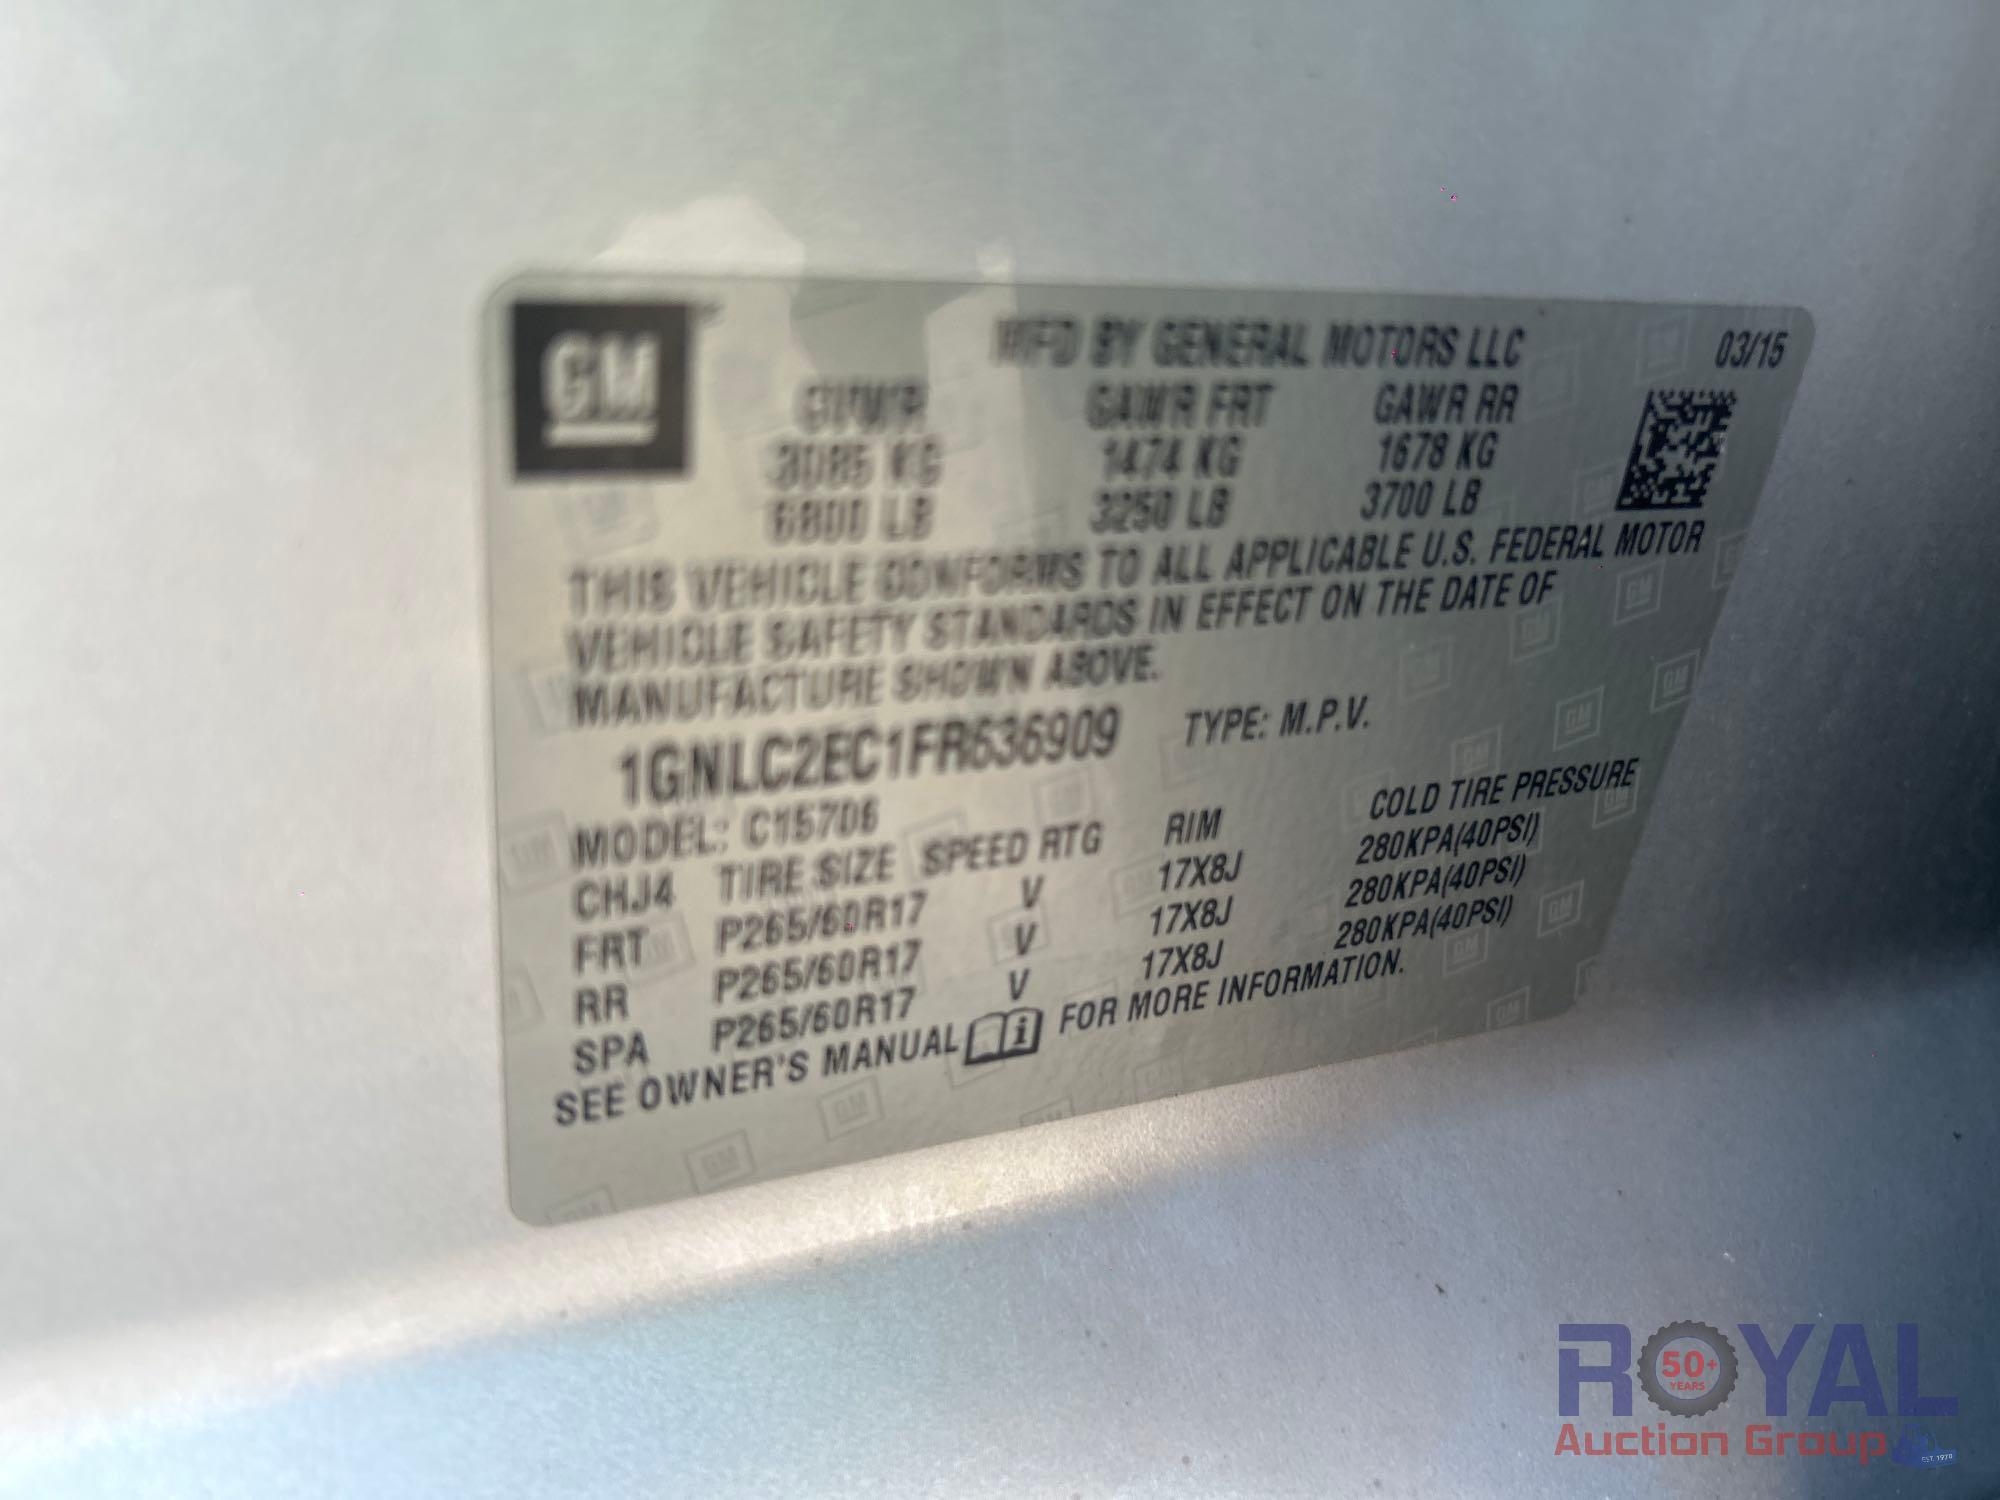 GM
MFD BY GENERAL MOTORS LLC 03/15
GVWR GAWR FRT GAWR RR
3085 KG 1474 KG 1678 KG
6800 LB 3250 LB 3700 LB
THIS VEHICLE CONFORMS TO ALL APPLICABLE U.S. FEDERAL MOTOR
VEHICLE SAFETY STANDARDS IN EFFECT ON THE DATE OF
MANUFACTURE SHOWN ABOVE.
1GNLC2EC1FR636909 TYPE: M.P.V.
MODEL: C15706
CHJ4 TIRE SIZE SPEED RTG RIM COLD TIRE PRESSURE
FRT P265/60R17 V 17X8J 280KPA(40PSI)
RR P265/60R17 V 17X8J 280KPA(40PSI)
SPA P265/60R17 V 17X8J 280KPA(40PSI)
SEE OWNER'S MANUAL i FOR MORE INFORMATION.
ROYAL
50+
YEARS
Auction Group
EST. 1970